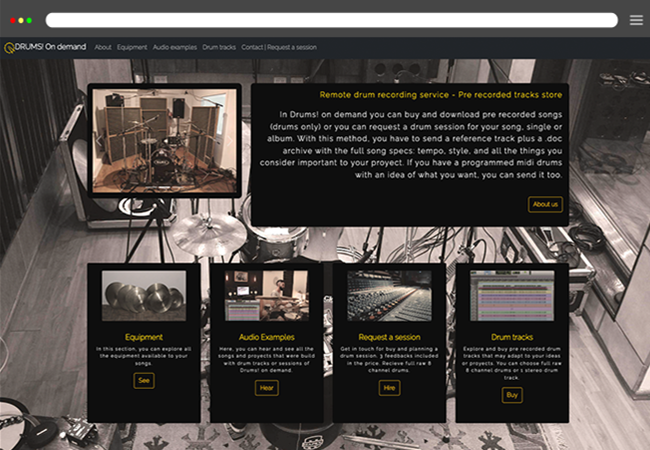 DRUMS! On demand About Equipment Audio examples Drum tracks Contact | Request a session
Remote drum recording service - Pre recorded tracks store
In Drums! on demand you can buy and download pre recorded songs
(drums only) or you can request a drum session for your song, single or
album. With this method, you have to send a reference track plus a .doc
archive with the full song specs: tempo, style, and all the things you
consider important to your proyect. If you have a programmed midi drums
with an idea of what you want, you can send it too.
About us
Equipment
In this section, you can explore all
the equipment available to your
songs.
See
Audio Examples
Here, you can hear and see all the
songs and proyects that were build
with drum tracks or sessions of
Drums! on demand.
Hear
Request a session
Get in touch for buy and planning a
drum session. 3 feedbacks included
in the price. Recieve full raw 8
channel drums.
Hire
Drum tracks
Explore and buy pre recorded drum
tracks that may adapt to your ideas
or proyects. You can choose full raw
8 channel drums or 1 stereo drum
track.
Buy